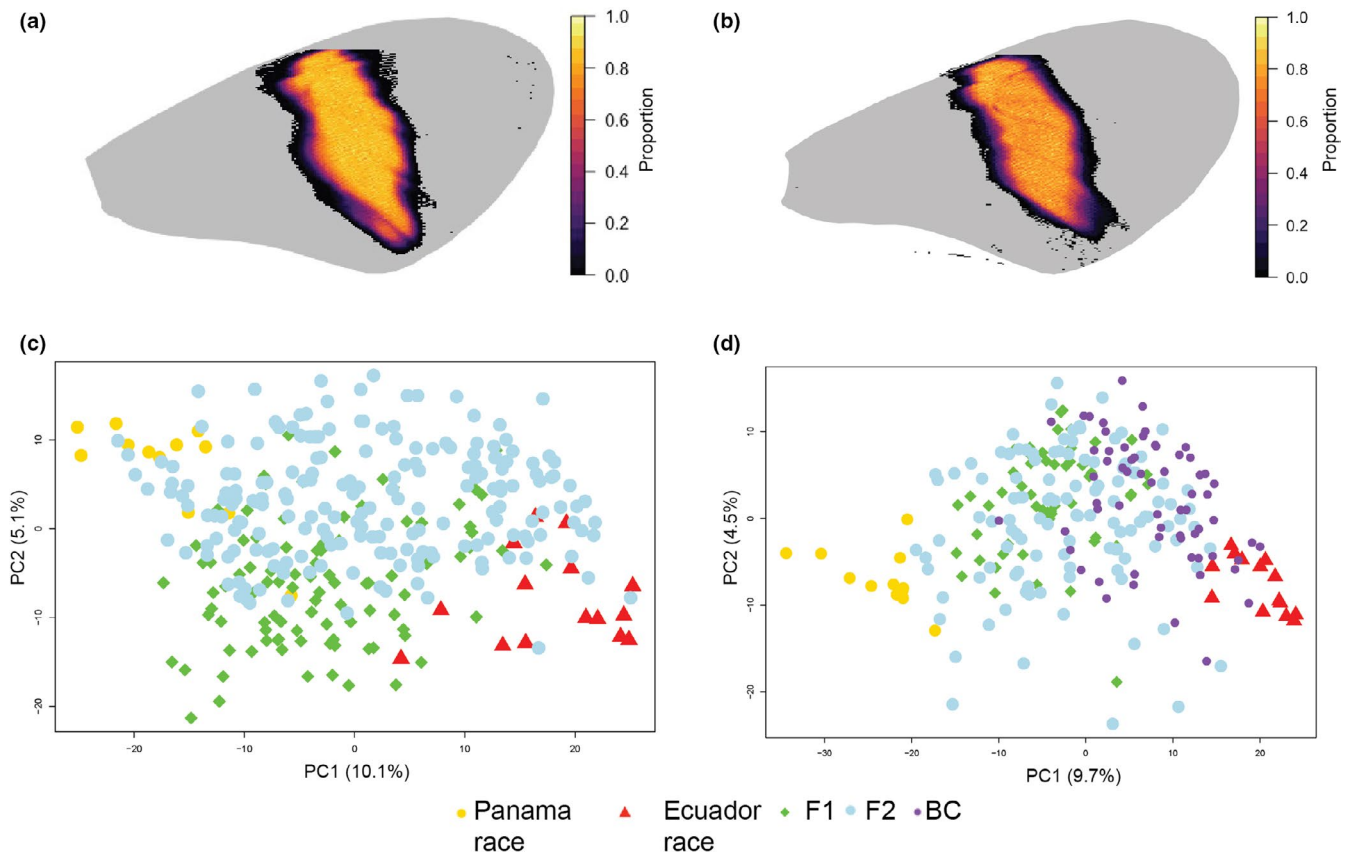 (a)
1.0
0.8
0.6
0.4
0.2
0.0
Proportion
(b)
1.0
0.8
0.6
0.4
0.2
0.0
Proportion
(c)
10
0
−10
−20
PC2 (5.1%)
−20
−10
0
10
20
PC1 (10.1%)
(d)
10
0
−10
−20
PC2 (4.5%)
−30
−20
−10
0
10
20
PC1 (9.7%)
Panama race
Ecuador race
F1
F2
BC